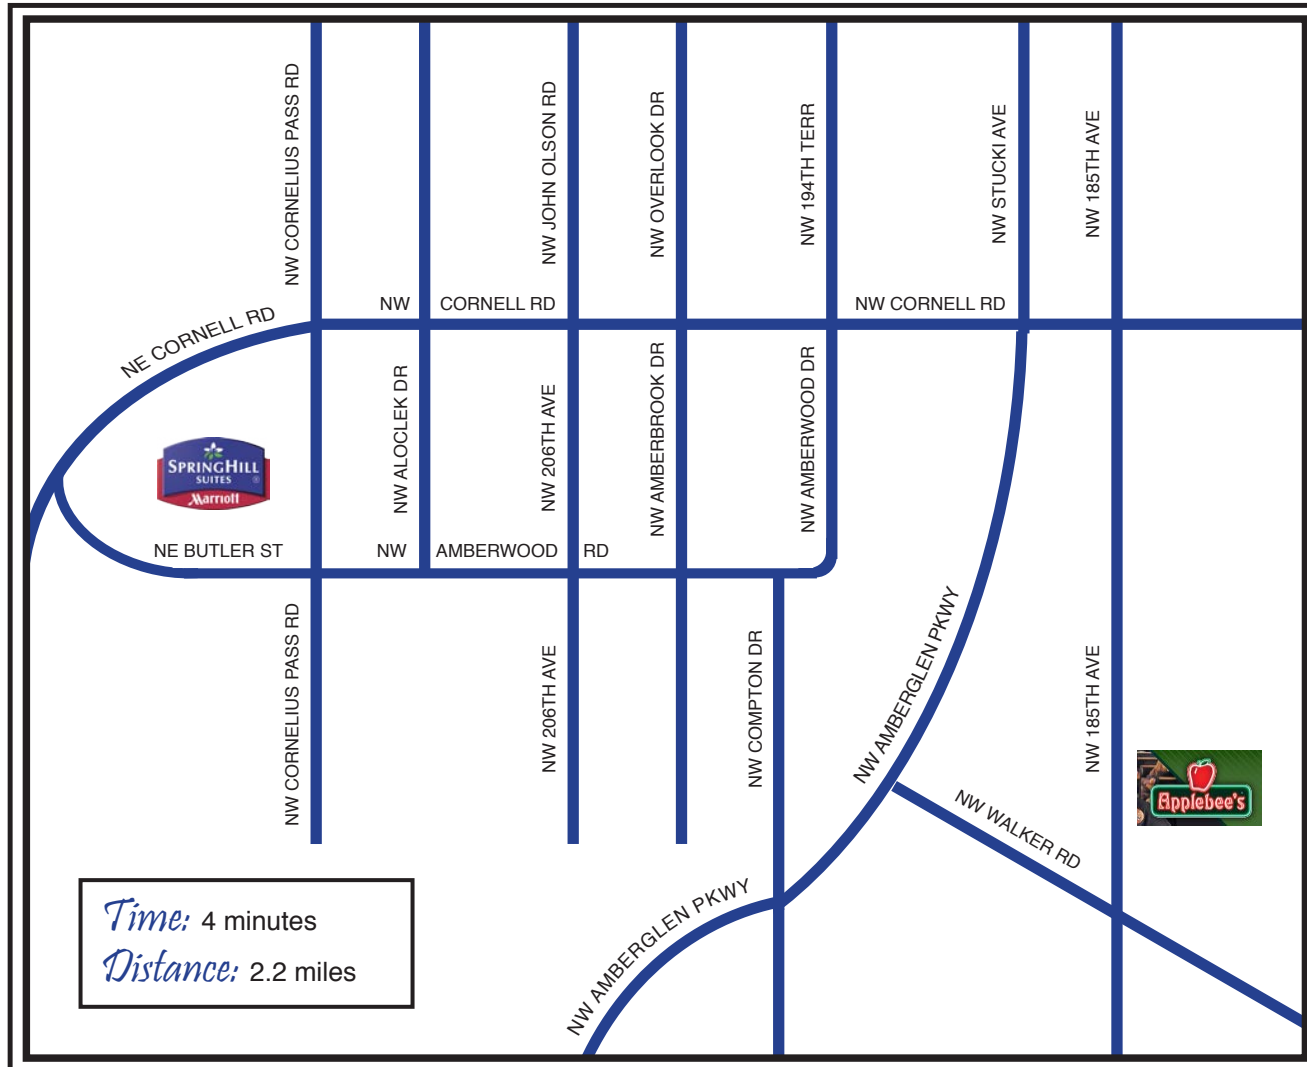 NW CORNELIUS PASS RD
NW JOHN OLSON RD
NW OVERLOOK DR
NW 194TH TERR
NW STUCKI AVE
NW 185TH AVE
NE CORNELL RD
NW CORNELL RD
NW CORNELL RD
NW ALOCLEK DR
NW 206TH AVE
NW AMBERBROOK DR
NW AMBERWOOD DR
SPRINGHILL
SUITES
®
Marriott
NE BUTLER ST
NW AMBERWOOD RD
NW CORNELIUS PASS RD
NW 206TH AVE
NW COMPTON DR
NW AMBERGLEN PKWY
NW 185TH AVE
Applebee's
NW WALKER RD
NW AMBERGLEN PKWY
Time: 4 minutes
Distance: 2.2 miles